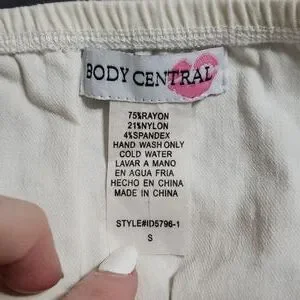 BODY CENTRAL
75%RAYON
21%NYLON
4%SPANDEX
HAND WASH ONLY
COLD WATER
LAVAR A MANO
EN AGUA FRIA
HECHO EN CHINA
MADE IN CHINA
STYLE#ID5796-1
S